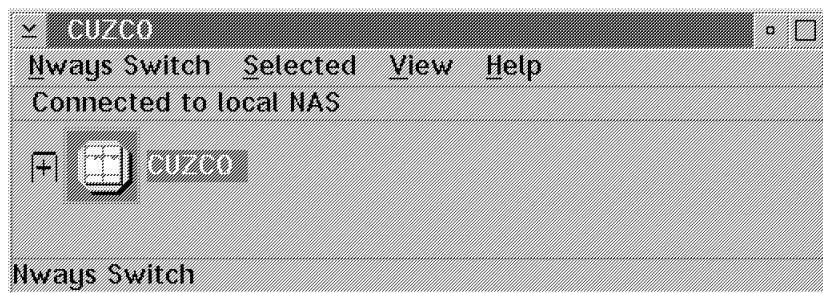 CUZCO
Nways Switch Selected View Help
Connected to local NAS
CUZCO
Nways Switch